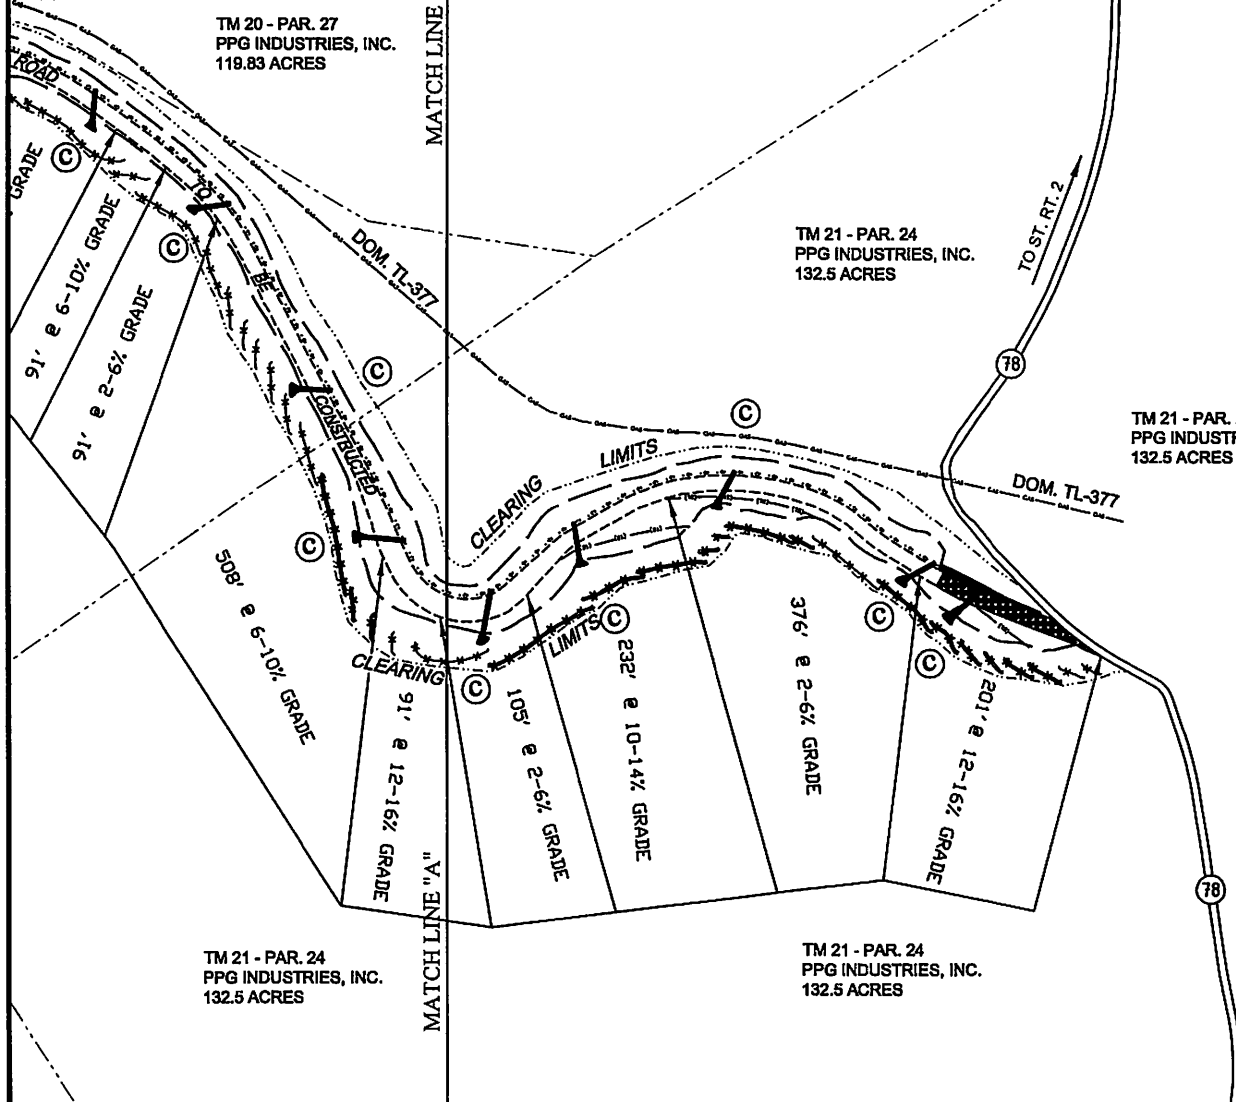 TM 20 - PAR. 27
PPG INDUSTRIES, INC.
119.83 ACRES
MATCH LINE
ROAD
TO
BE
CONSTRUCTED
GRADE
91' @ 6-10% GRADE
91' @ 2-6% GRADE
508' @ 6-10% GRADE
91' @ 12-16% GRADE
105' @ 2-6% GRADE
232' @ 10-14% GRADE
376' @ 2-6% GRADE
201' @ 12-16% GRADE
C
C
C
C
C
C
C
C
C
DOM. TL-377
TM 21 - PAR. 24
PPG INDUSTRIES, INC.
132.5 ACRES
TO ST. RT. 2
78
TM 21 - PAR.
PPG INDUSTR
132.5 ACRES
DOM. TL-377
CLEARING
LIMITS
CLEARING
LIMITS
MATCH LINE "A"
TM 21 - PAR. 24
PPG INDUSTRIES, INC.
132.5 ACRES
TM 21 - PAR. 24
PPG INDUSTRIES, INC.
132.5 ACRES
78